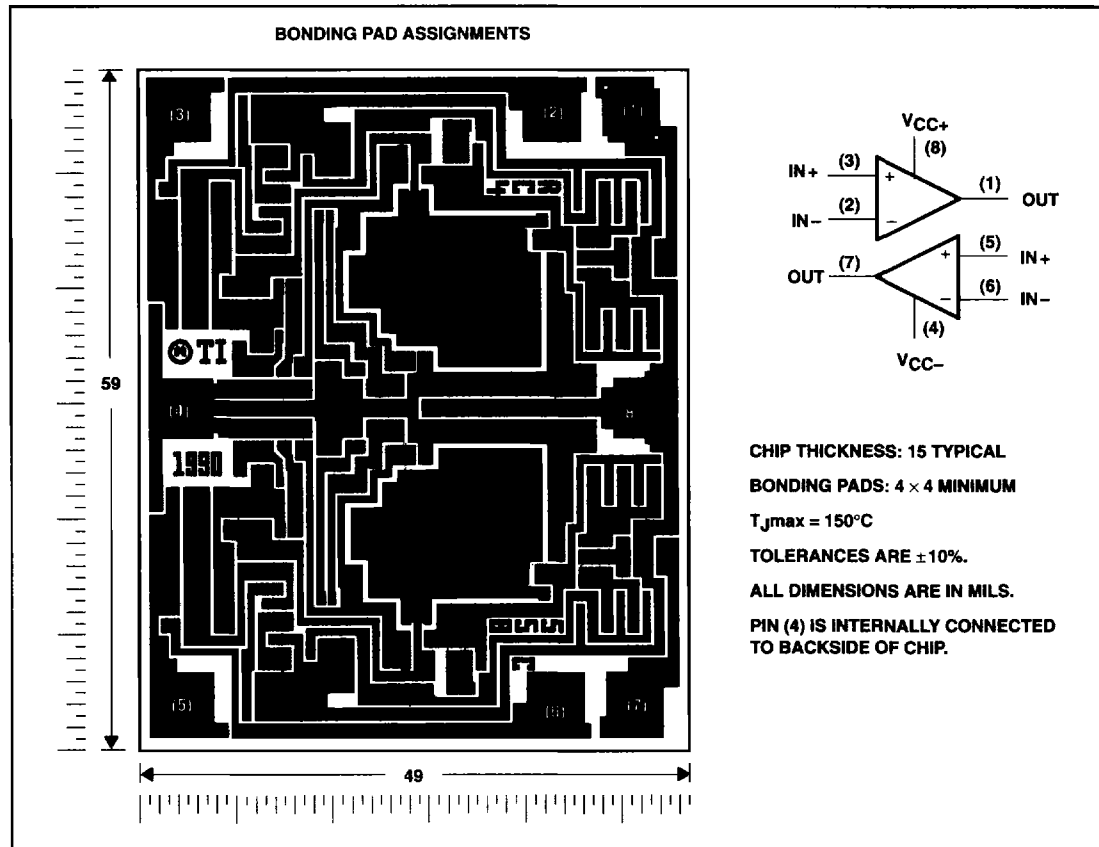 BONDING PAD ASSIGNMENTS
(3)
(2)
(1)
VCC+
(8)
IN+ (3)
+
(1) OUT
IN− (2)
−
(5) IN+
+
OUT (7)
(6) IN−
−
(4)
VCC−
Ⓜ TI
59
(4)
8
1990
CHIP THICKNESS: 15 TYPICAL
BONDING PADS: 4 × 4 MINIMUM
TJmax = 150°C
TOLERANCES ARE ±10%.
ALL DIMENSIONS ARE IN MILS.
PIN (4) IS INTERNALLY CONNECTED
TO BACKSIDE OF CHIP.
(5)
(6)
(7)
49